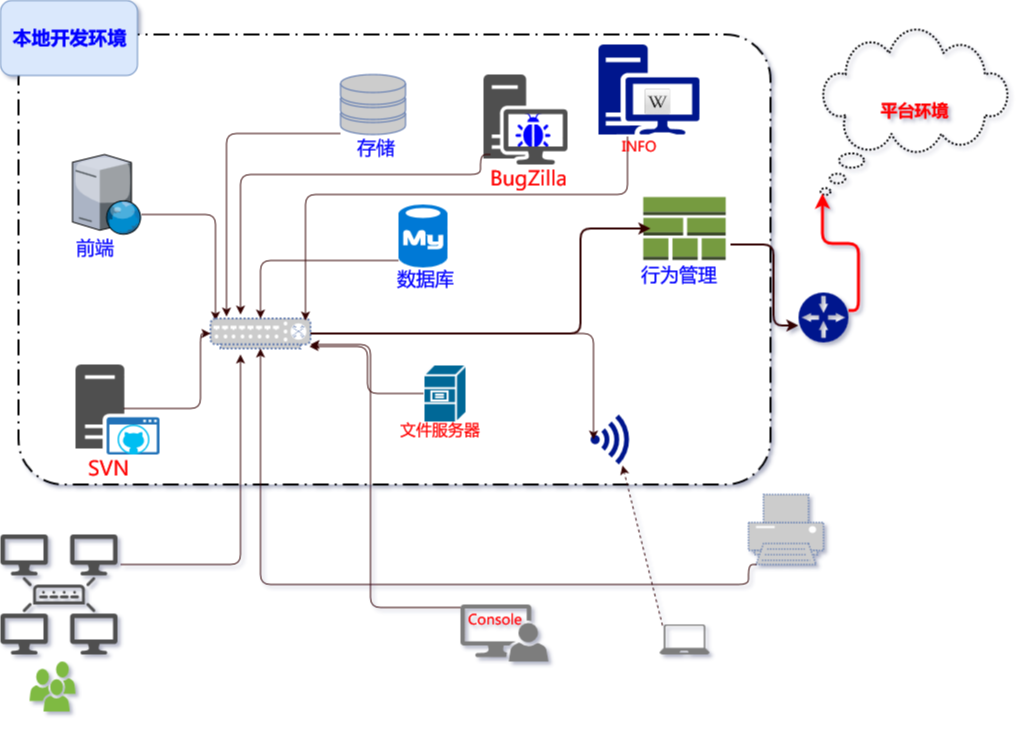 本地开发环境
平台环境
W
INFO
存储
BugZilla
前端
My
数据库
行为管理
文件服务器
SVN
Console